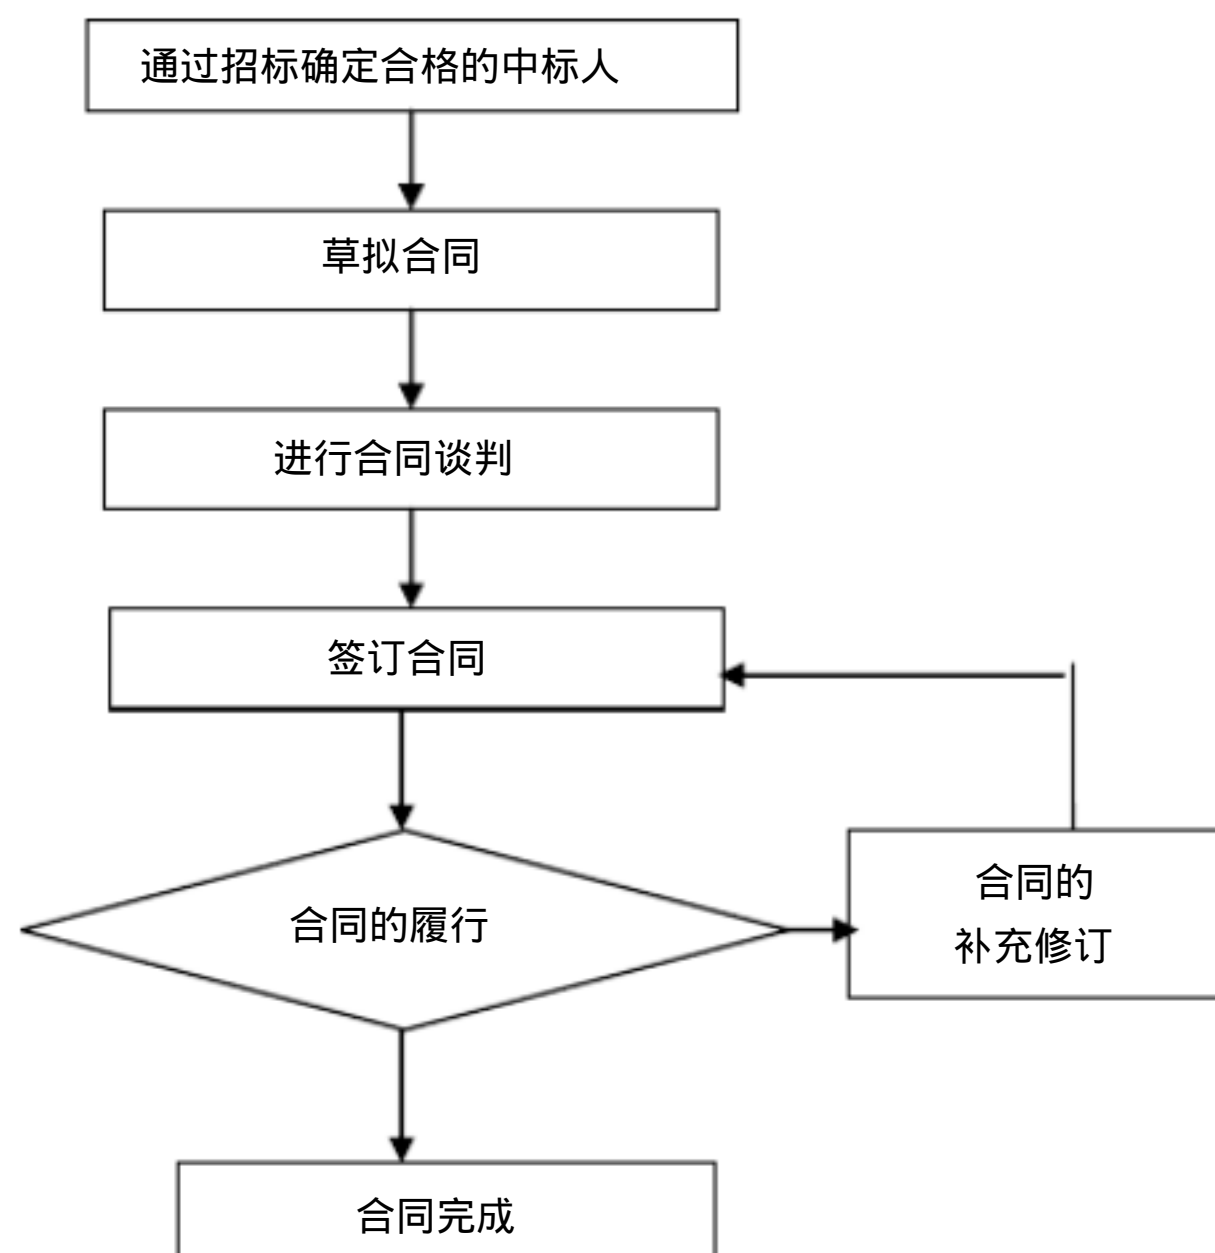 通过招标确定合格的中标人
草拟合同
进行合同谈判
签订合同
合同的履行
合同的
补充修订
合同完成